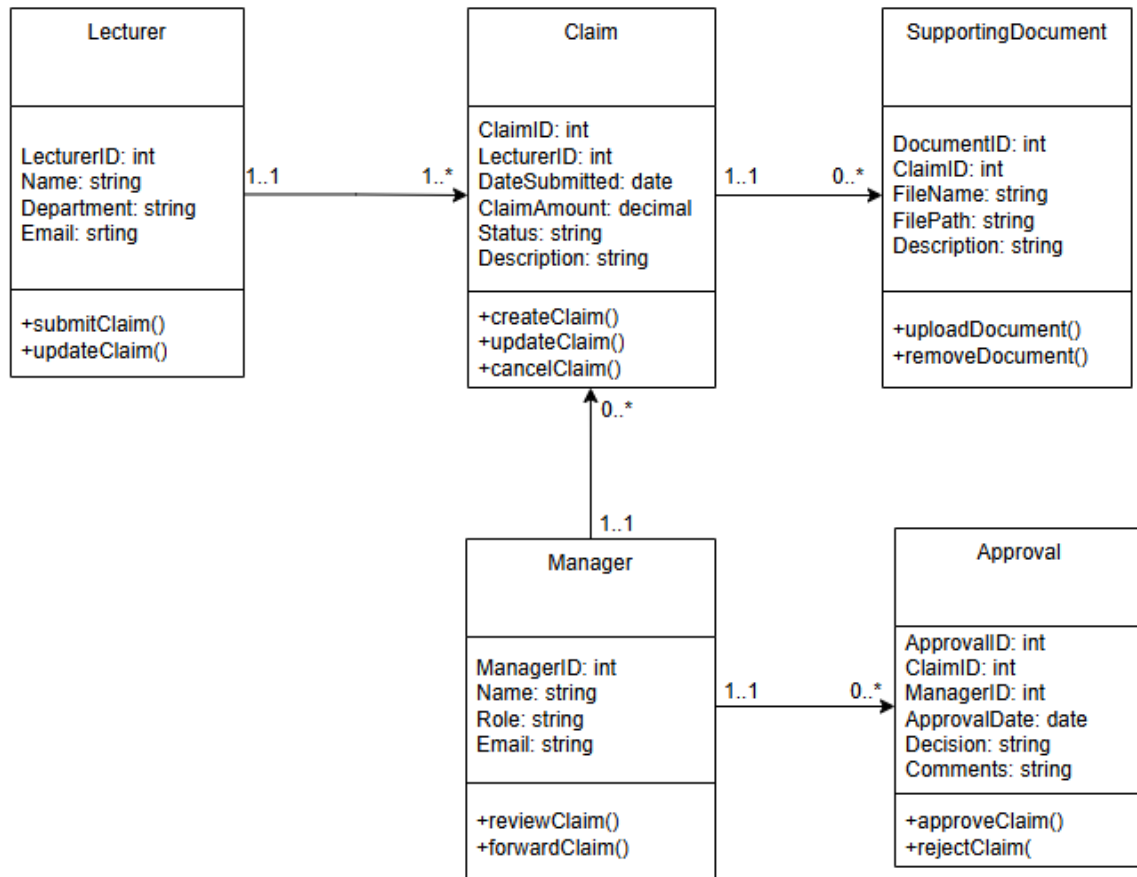 Lecturer
LecturerID: int
Name: string
Department: string
Email: srting
+submitClaim()
+updateClaim()
1..1
1..*
Claim
ClaimID: int
LecturerID: int
DateSubmitted: date
ClaimAmount: decimal
Status: string
Description: string
+createClaim()
+updateClaim()
+cancelClaim()
1..1
0..*
SupportingDocument
DocumentID: int
ClaimID: int
FileName: string
FilePath: string
Description: string
+uploadDocument()
+removeDocument()
0..*
1..1
Manager
ManagerID: int
Name: string
Role: string
Email: string
+reviewClaim()
+forwardClaim()
1..1
0..*
Approval
ApprovalID: int
ClaimID: int
ManagerID: int
ApprovalDate: date
Decision: string
Comments: string
+approveClaim()
+rejectClaim(